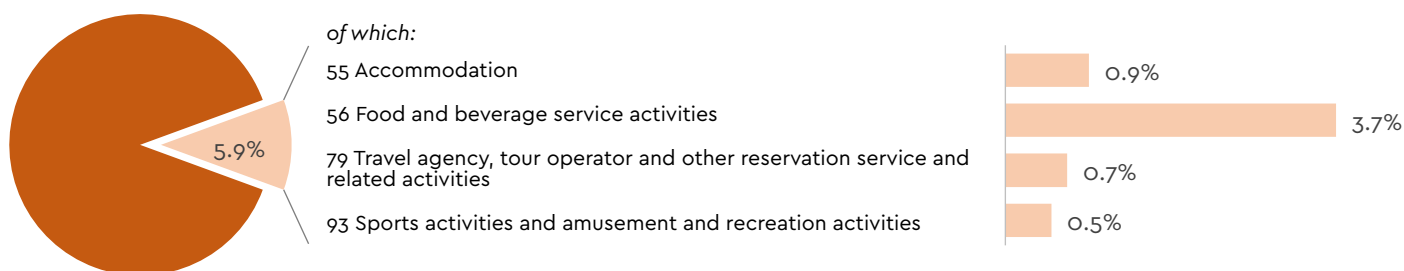 of which:
55 Accommodation
0.9%
56 Food and beverage service activities
3.7%
5.9%
79 Travel agency, tour operator and other reservation service and
related activities
0.7%
93 Sports activities and amusement and recreation activities
0.5%